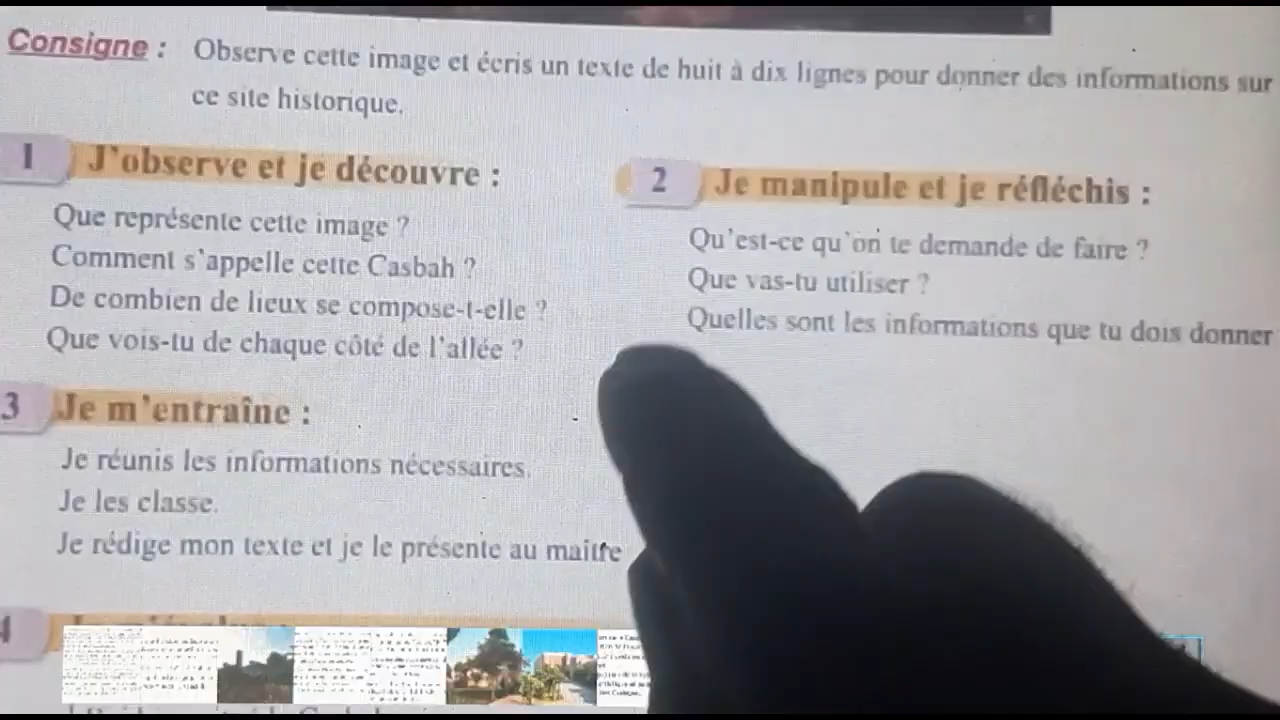 Consigne : Observe cette image et écris un texte de huit à dix lignes pour donner des informations sur
ce site historique.
1 J'observe et je découvre :
Que représente cette image ?
Comment s'appelle cette Casbah ?
De combien de lieux se compose-t-elle ?
Que vois-tu de chaque côté de l'allée ?
2 Je manipule et je réfléchis :
Qu'est-ce qu'on te demande de faire ?
Que vas-tu utiliser ?
Quelles sont les informations que tu dois donner
3 Je m'entraîne :
Je réunis les informations nécessaires.
Je les classe.
Je rédige mon texte et je le présente au maître
4